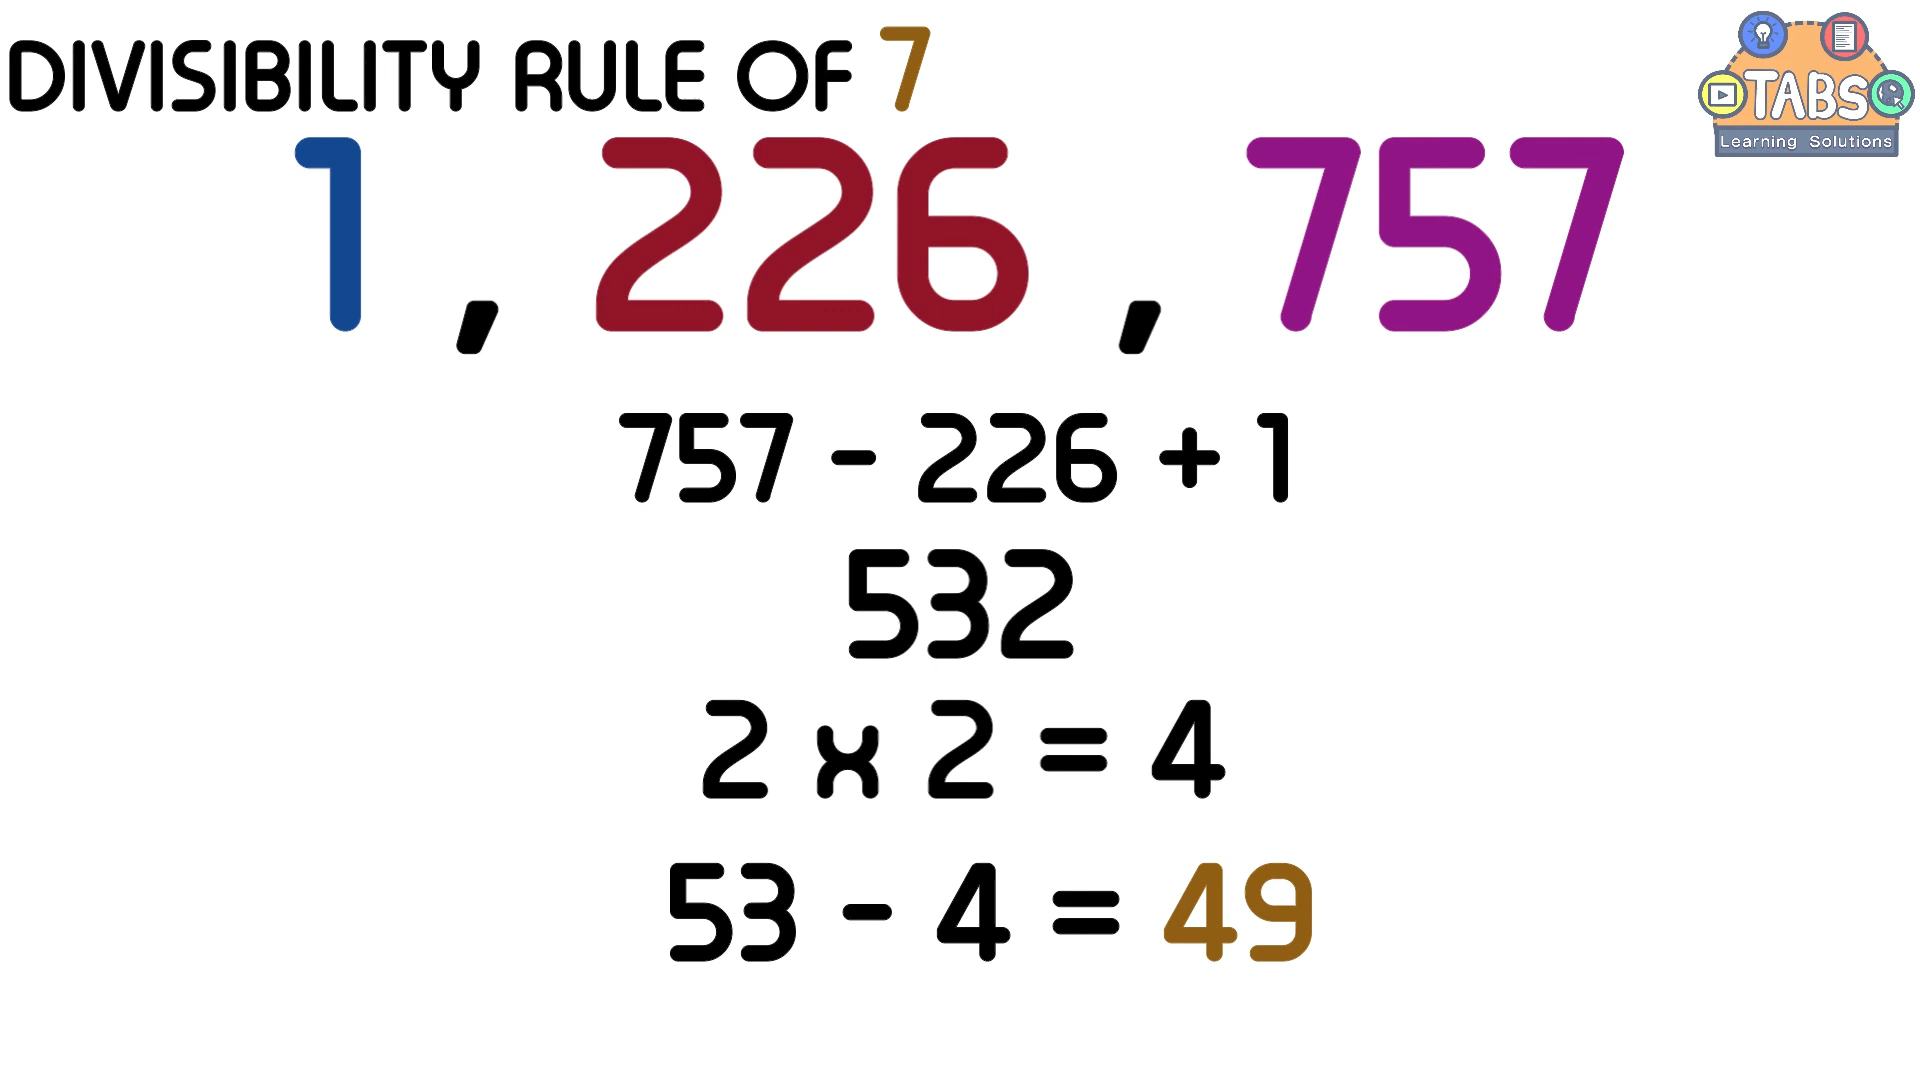 DIVISIBILITY RULE OF 7
TABS
Learning Solutions
1 , 226 , 757
757 - 226 + 1
532
2 x 2 = 4
53 - 4 = 49